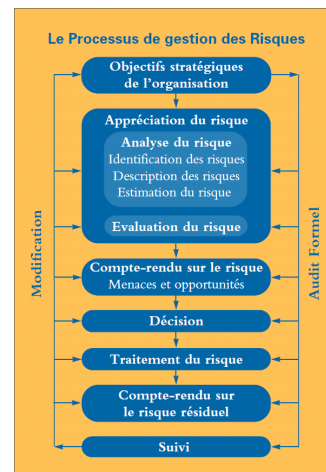 Le Processus de gestion des Risques
Objectifs stratégiques
de l'organisation
Appréciation du risque
Analyse du risque
Identification des risques
Description des risques
Estimation du risque
Evaluation du risque
Compte-rendu sur le risque
Menaces et opportunités
Décision
Traitement du risque
Compte-rendu sur
le risque résiduel
Suivi
Modification
Audit Formel